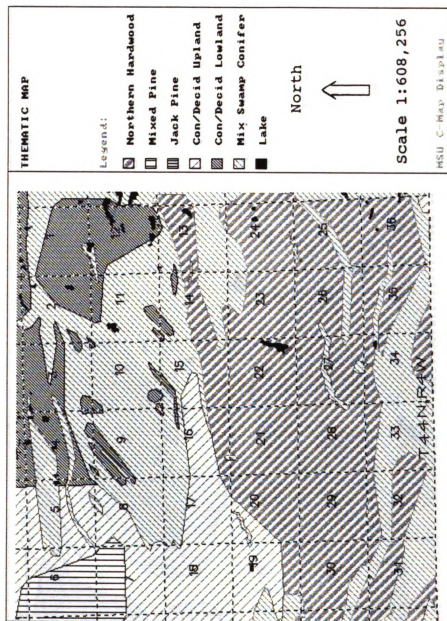 THEMATIC MAP
Legend:
Northern Hardwood
Mixed Pine
Jack Pine
Con/Decid Upland
Con/Decid Lowland
Mix Swamp Conifer
Lake
North
Scale 1:608,256
MSU C-Map Display
6 5 4 2
8 9 10 11 12
18 17 16 15 14 13
19 20 21 22 23 24
30 29 28 27 26 25
31 32 33 34 35 36
T44NR4W